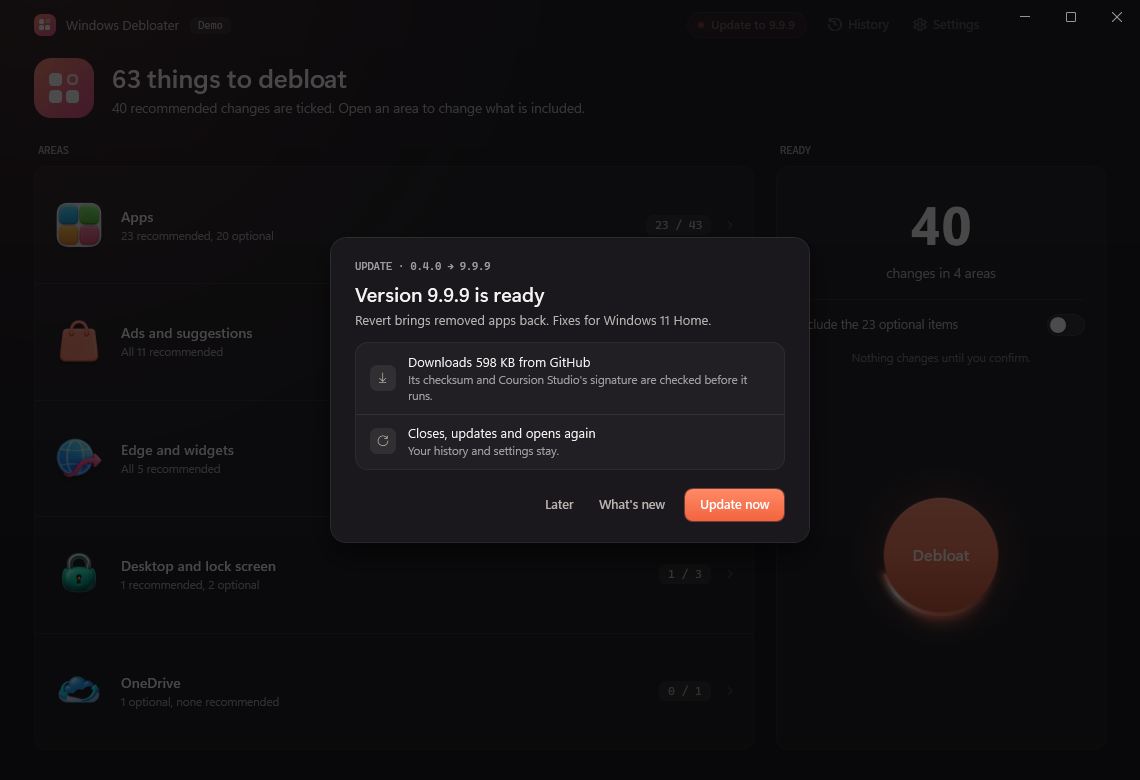 Windows Debloater Demo
Update to 9.9.9 History Settings
63 things to debloat
40 recommended changes are ticked. Open an area to change what is included.
AREAS
Apps
23 recommended, 20 optional
23 / 43
Ads and suggestions
All 11 recommended
Edge and widgets
All 5 recommended
Desktop and lock screen
1 recommended, 2 optional
1 / 3
OneDrive
1 optional, none recommended
0 / 1
READY
40
changes in 4 areas
clude the 23 optional items
Nothing changes until you confirm.
Debloat
UPDATE · 0.4.0 → 9.9.9
Version 9.9.9 is ready
Revert brings removed apps back. Fixes for Windows 11 Home.
Downloads 598 KB from GitHub
Its checksum and Coursion Studio's signature are checked before it
runs.
Closes, updates and opens again
Your history and settings stay.
Later What's new Update now